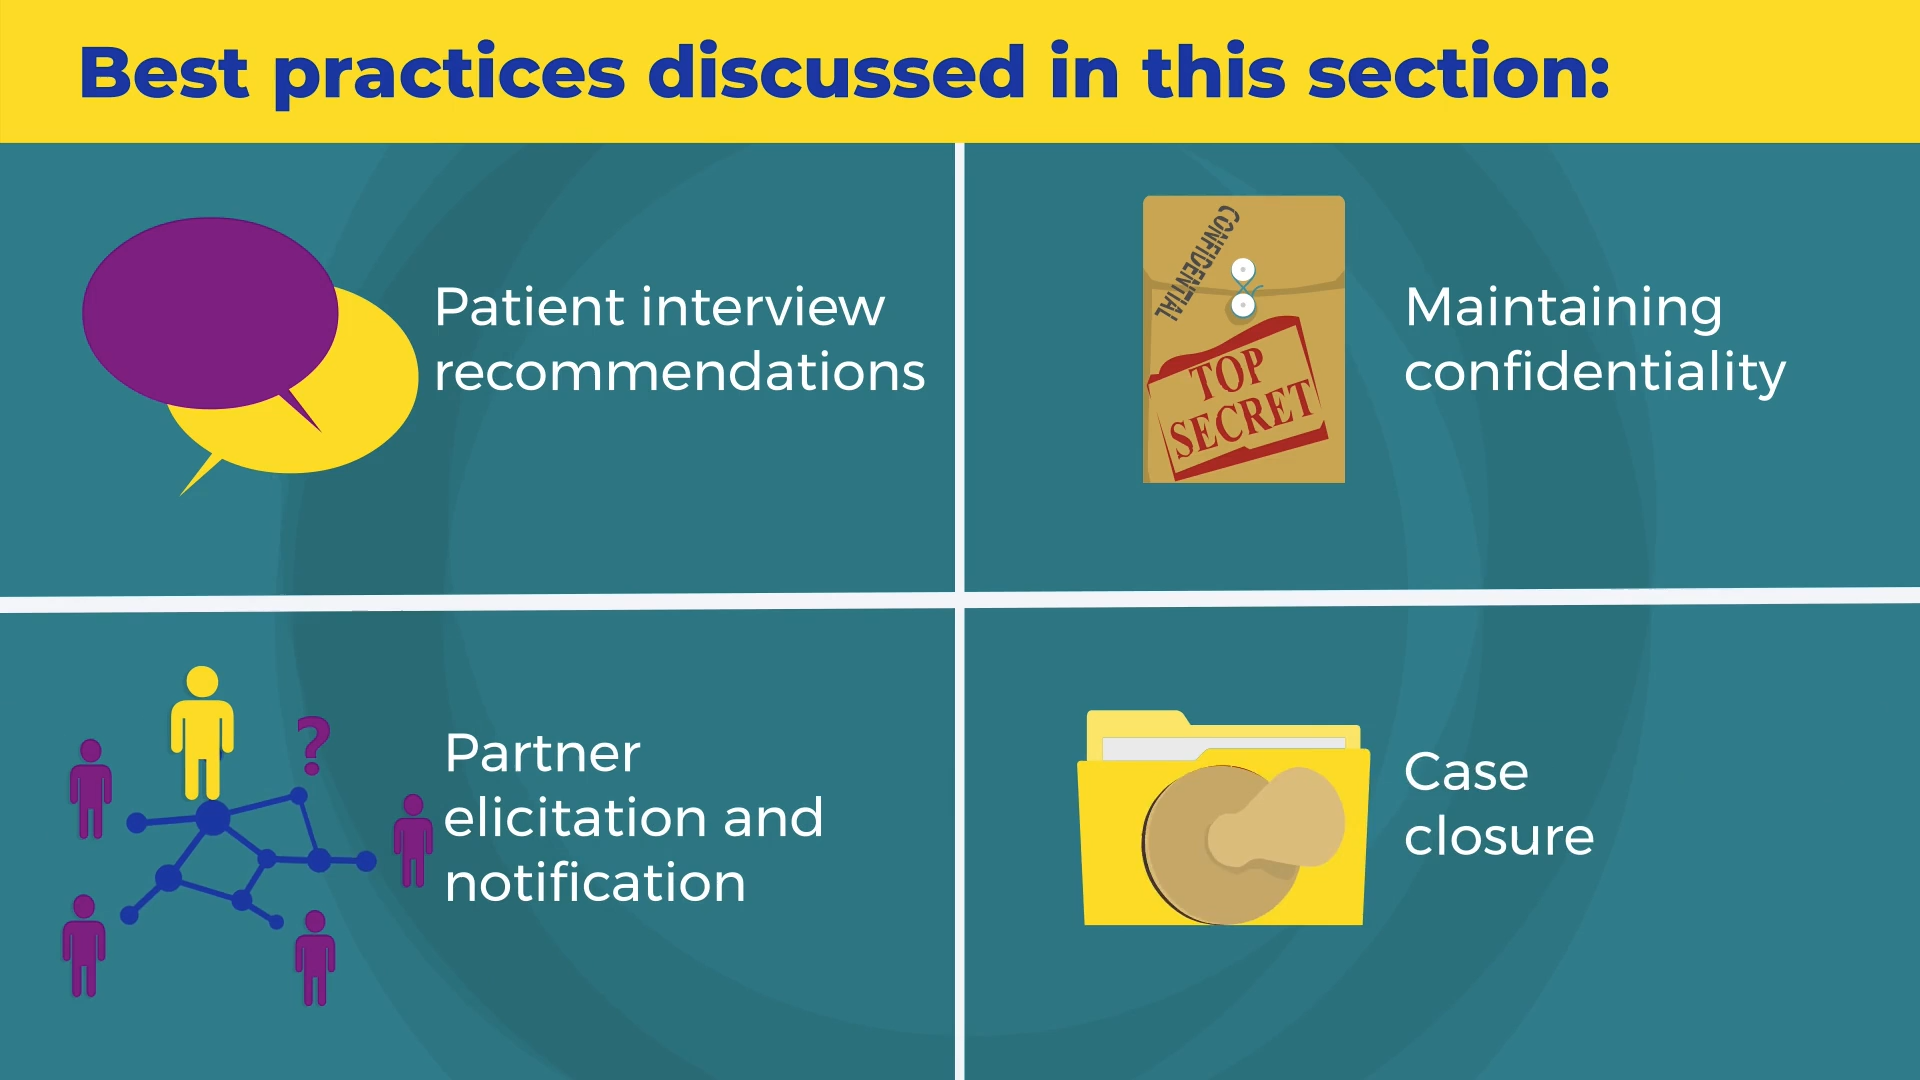 Best practices discussed in this section:
Patient interview
recommendations
CONFIDENTIAL
TOP
SECRET
Maintaining
confidentiality
?
Partner
elicitation and
notification
Case
closure